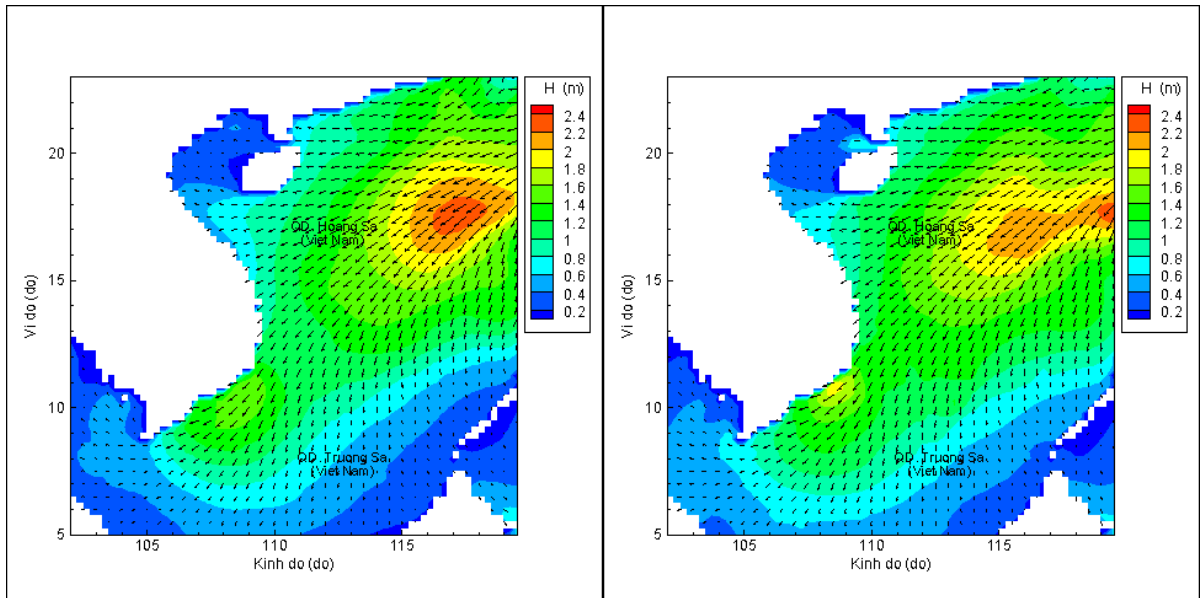 H (m)
2.4
2.2
2
1.8
1.6
1.4
1.2
1
0.8
0.6
0.4
0.2
QD. Hoang Sa
(Viet Nam)
QD. Truong Sa
(Viet Nam)
Vi do (do)
20
15
10
5
105
110
115
Kinh do (do)
H (m)
2.4
2.2
2
1.8
1.6
1.4
1.2
1
0.8
0.6
0.4
0.2
QD. Hoang Sa
(Viet Nam)
QD. Truong Sa
(Viet Nam)
Vi do (do)
20
15
10
5
105
110
115
Kinh do (do)